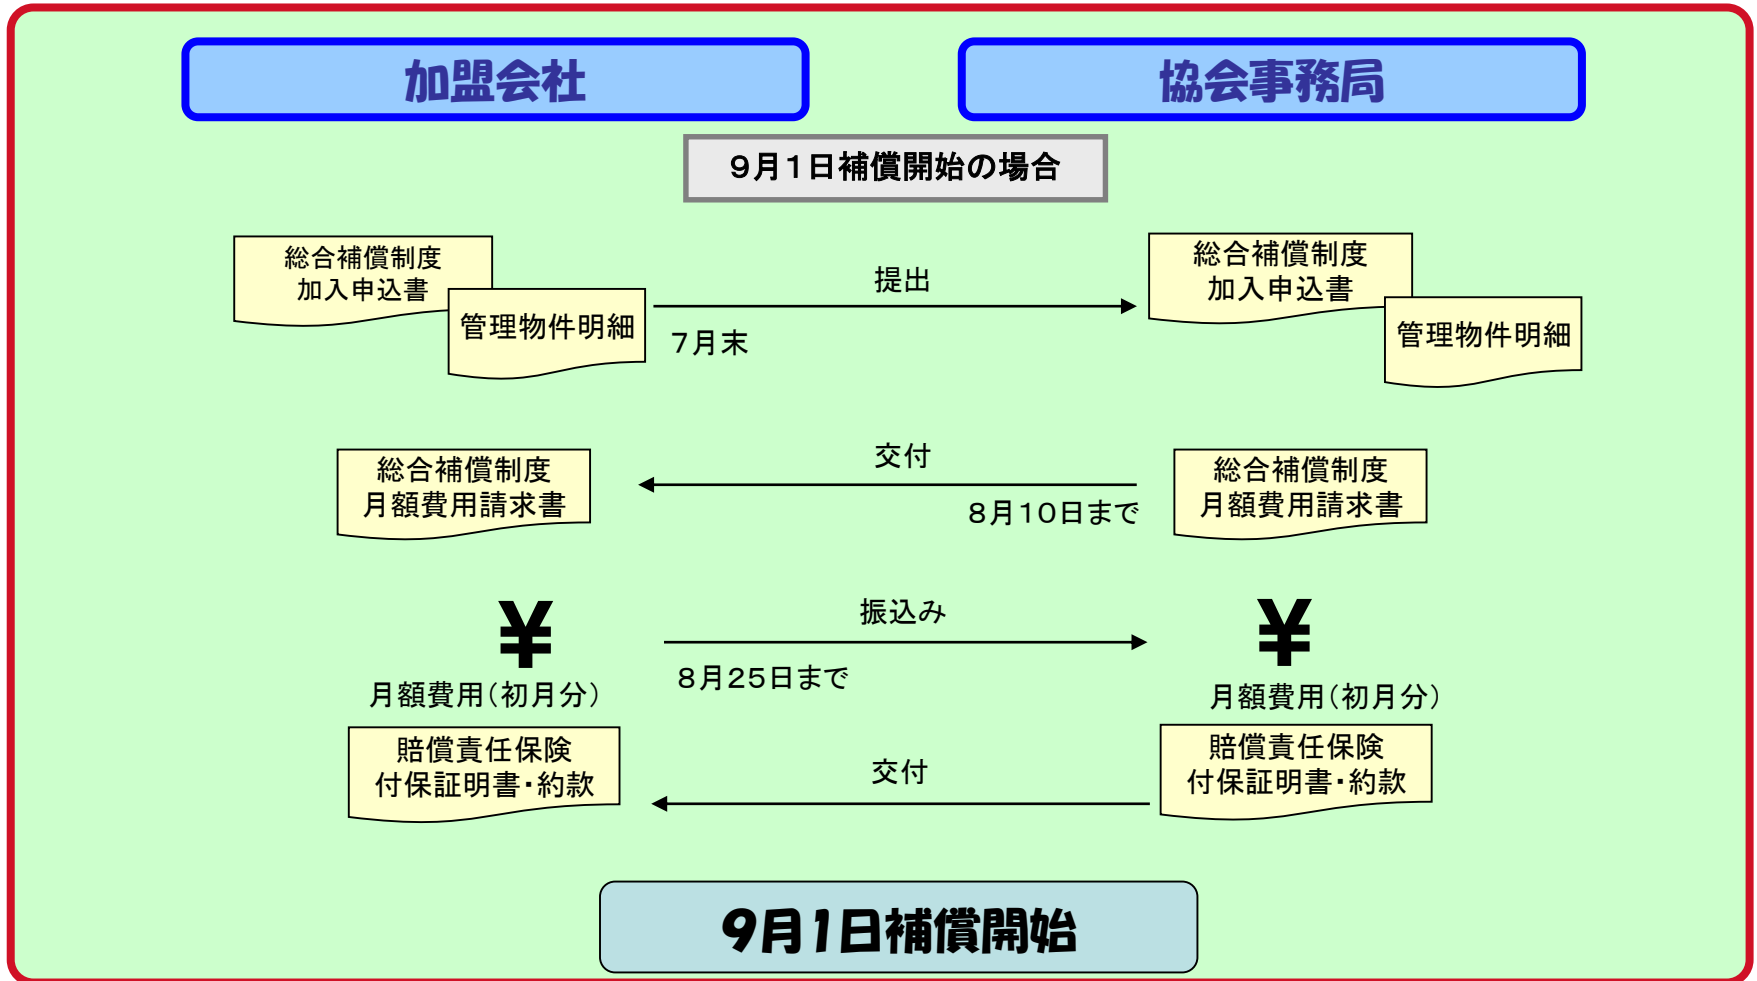 加盟会社
協会事務局
9月1日補償開始の場合
総合補償制度
加入申込書
管理物件明細
提出
7月末
総合補償制度
加入申込書
管理物件明細
総合補償制度
月額費用請求書
交付
8月10日まで
総合補償制度
月額費用請求書
¥
月額費用(初月分)
振込み
8月25日まで
¥
月額費用(初月分)
賠償責任保険
付保証明書・約款
交付
賠償責任保険
付保証明書・約款
9月1日補償開始